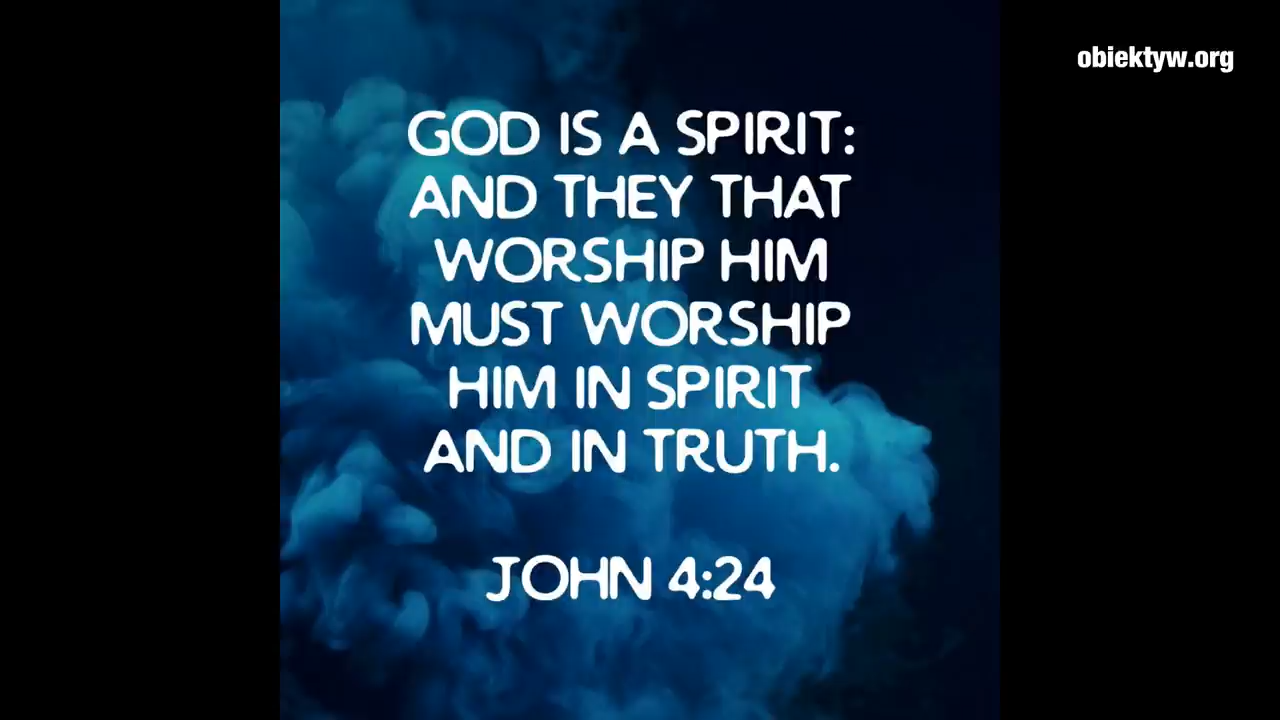 obiektyw.org
GOD IS A SPIRIT:
AND THEY THAT
WORSHIP HIM
MUST WORSHIP
HIM IN SPIRIT
AND IN TRUTH.
JOHN 4:24